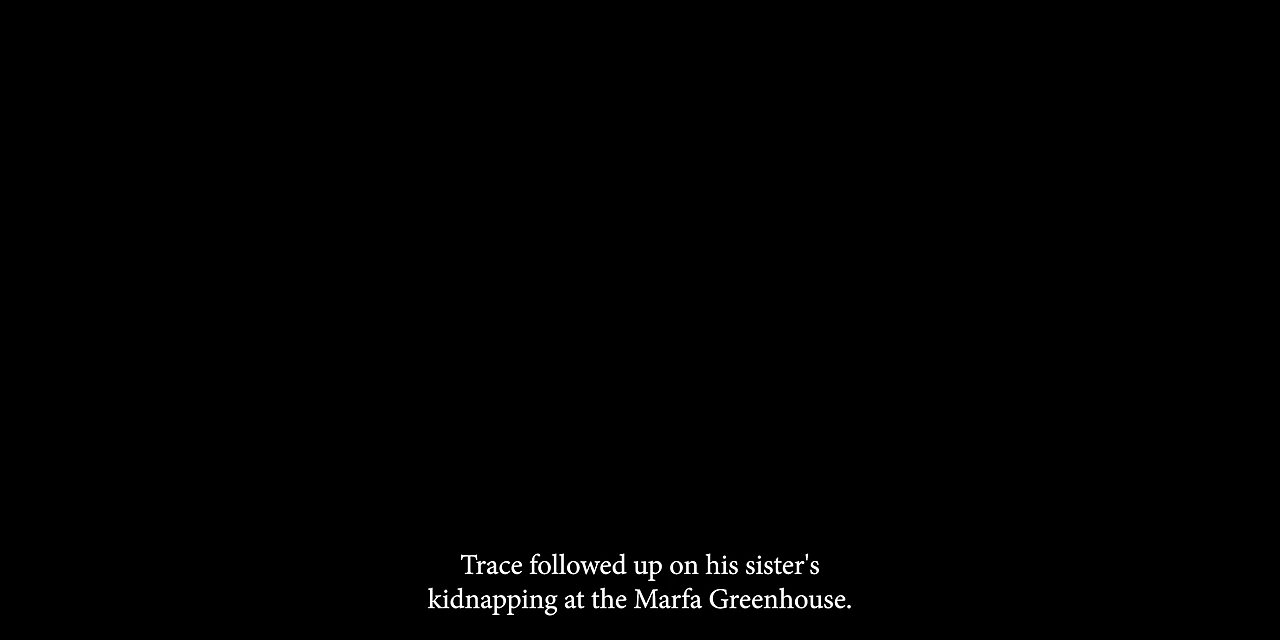 Trace followed up on his sister's
kidnapping at the Marfa Greenhouse.